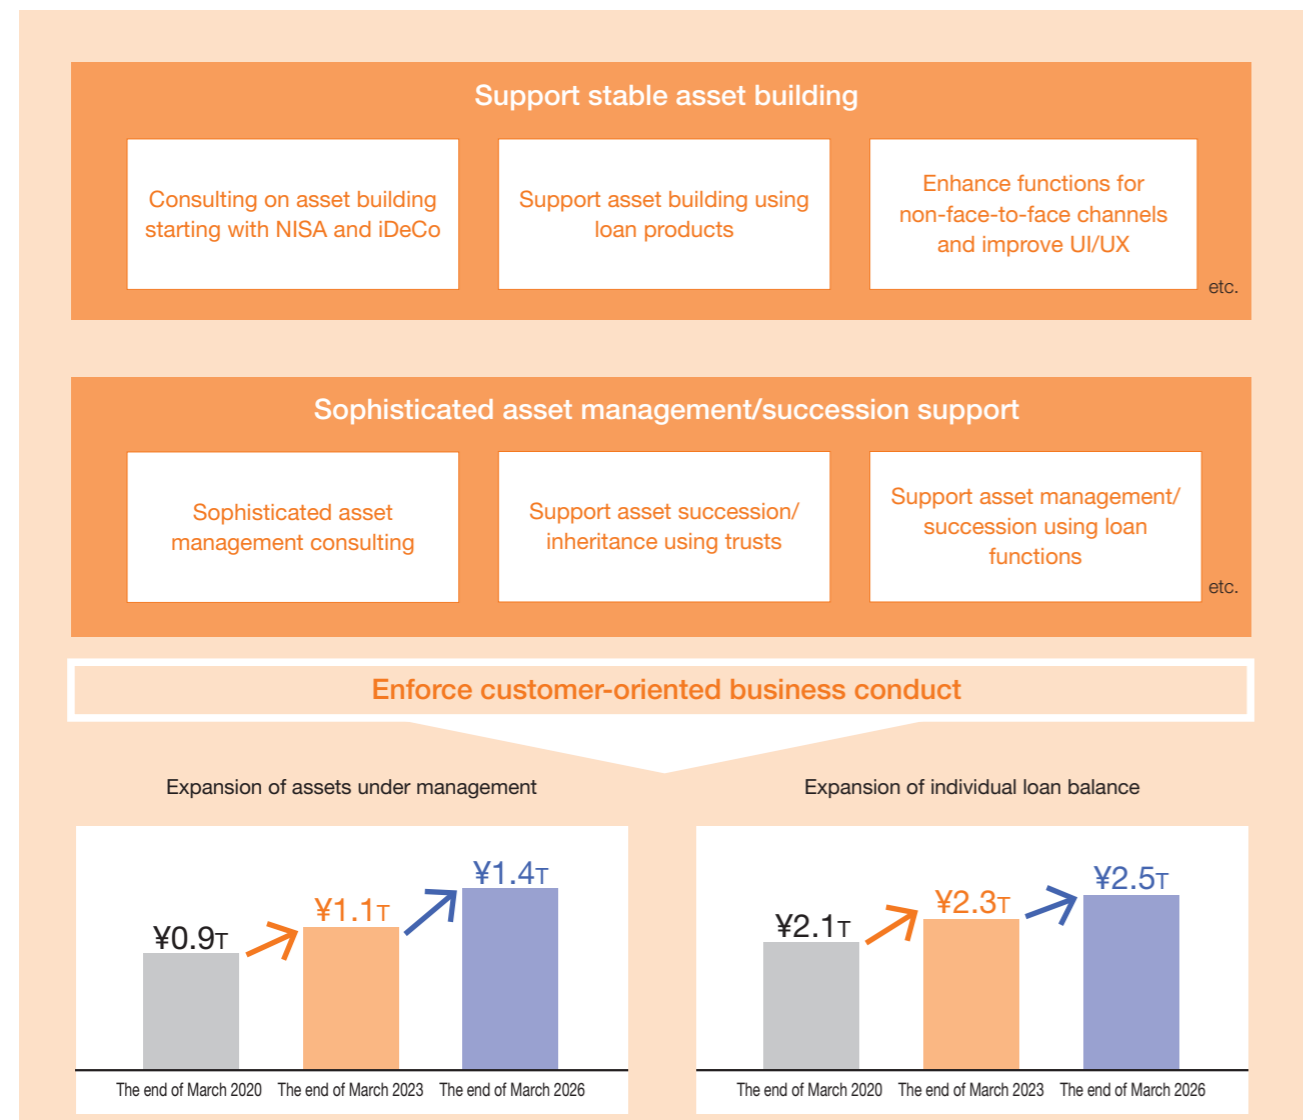 Support stable asset building
Consulting on asset building
starting with NISA and iDeCo
Support asset building using
loan products
Enhance functions for
non-face-to-face channels
and improve UI/UX
etc.
Sophisticated asset management/succession support
Sophisticated asset
management consulting
Support asset succession/
inheritance using trusts
Support asset management/
succession using loan
functions
etc.
Enforce customer-oriented business conduct
Expansion of assets under management
¥0.9T
¥1.1T
¥1.4T
The end of March 2020
The end of March 2023
The end of March 2026
Expansion of individual loan balance
¥2.1T
¥2.3T
¥2.5T
The end of March 2020
The end of March 2023
The end of March 2026